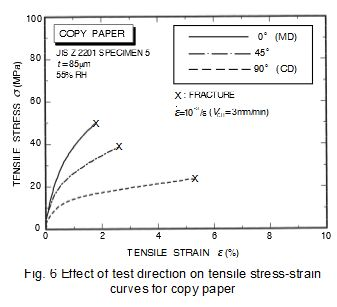 COPY PAPER
JIS Z 2201 SPECIMEN 5
t = 85μm
55% RH
0° (MD)
45°
90° (CD)
X : FRACTURE
TENSILE STRESS σ (MPa)
100
80
60
40
20
0
0 2 4 6 8 10
TENSILE STRAIN ε (%)
Fig. 6 Effect of test direction on tensile stress-strain
curves for copy paper